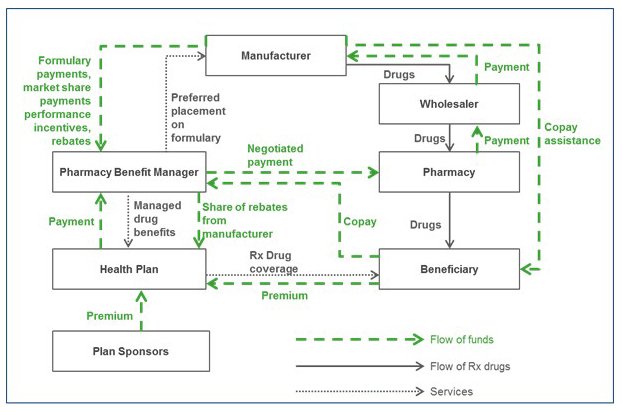 Manufacturer
Formulary
payments,
market share
payments
performance
incentives,
rebates
Preferred
placement
on
formulary
Drugs
Payment
Wholesaler
Copay
assistance
Drugs
Payment
Negotiated
payment
Pharmacy Benefit Manager
Pharmacy
Payment
Managed
drug
benefits
Share of rebates
from
manufacturer
Copay
Drugs
Health Plan
Rx Drug
coverage
Beneficiary
Premium
Premium
Plan Sponsors
Flow of funds
Flow of Rx drugs
Services